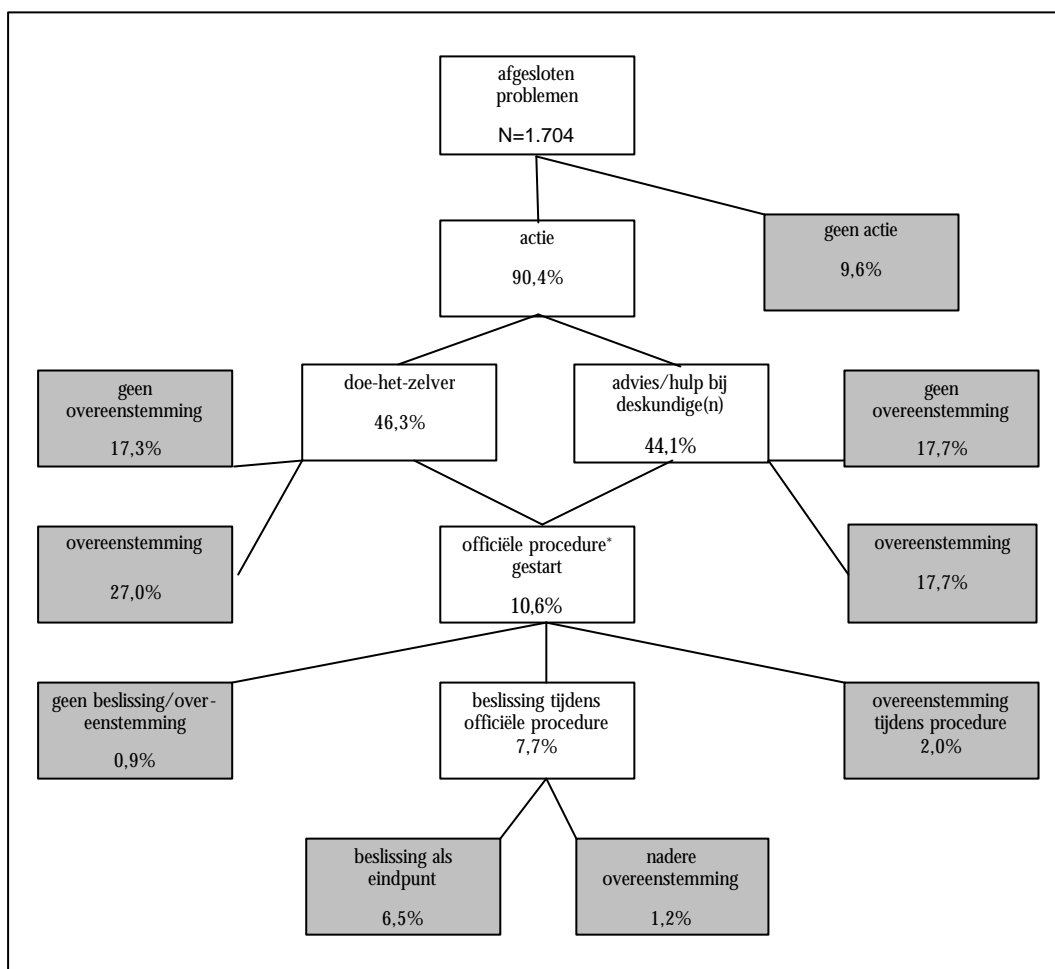 afgesloten
problemen
N=1.704
actie
90,4%
geen actie
9,6%
geen
overeenstemming
17,3%
doe-het-zelver
46,3%
advies/hulp bij
deskundige(n)
44,1%
geen
overeenstemming
17,7%
overeenstemming
27,0%
officiële procedure*
gestart
10,6%
overeenstemming
17,7%
geen beslissing/over-
eenstemming
0,9%
beslissing tijdens
officiële procedure
7,7%
overeenstemming
tijdens procedure
2,0%
beslissing als
eindpunt
6,5%
nadere
overeenstemming
1,2%